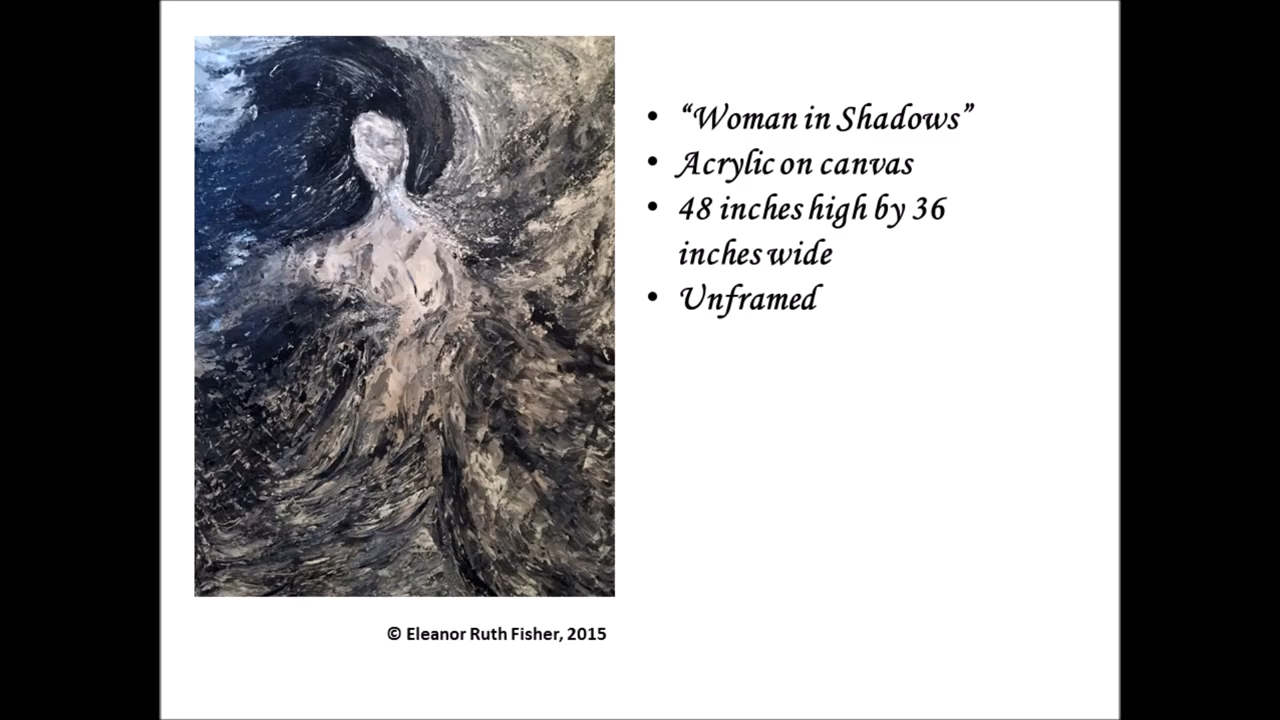 • “Woman in Shadows”
• Acrylic on canvas
• 48 inches high by 36
inches wide
• Unframed
© Eleanor Ruth Fisher, 2015